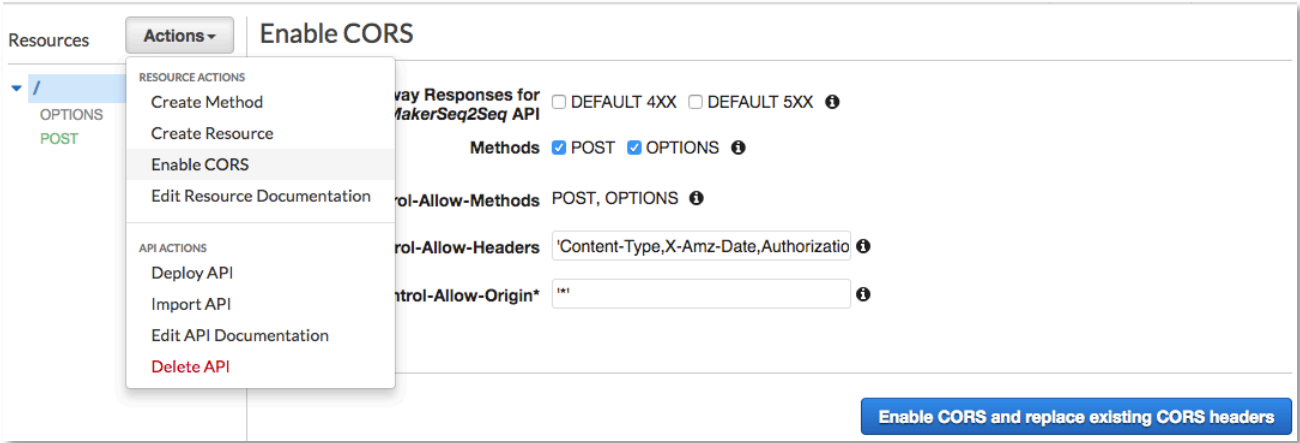 Resources
Actions
Enable CORS
/
OPTIONS
POST
RESOURCE ACTIONS
Create Method
Create Resource
Enable CORS
Edit Resource Documentation
API ACTIONS
Deploy API
Import API
Edit API Documentation
Delete API
way Responses for
MakerSeq2Seq API
DEFAULT 4XX DEFAULT 5XX
Methods POST OPTIONS
rol-Allow-Methods POST, OPTIONS
rol-Allow-Headers 'Content-Type,X-Amz-Date,Authorizatio
ntrol-Allow-Origin* '*'
Enable CORS and replace existing CORS headers